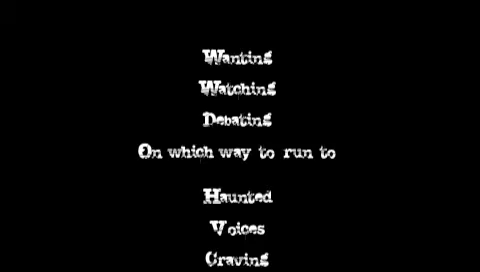 Wanting
Watching
Debating
On which way to run to
Haunted
Voices
Craving